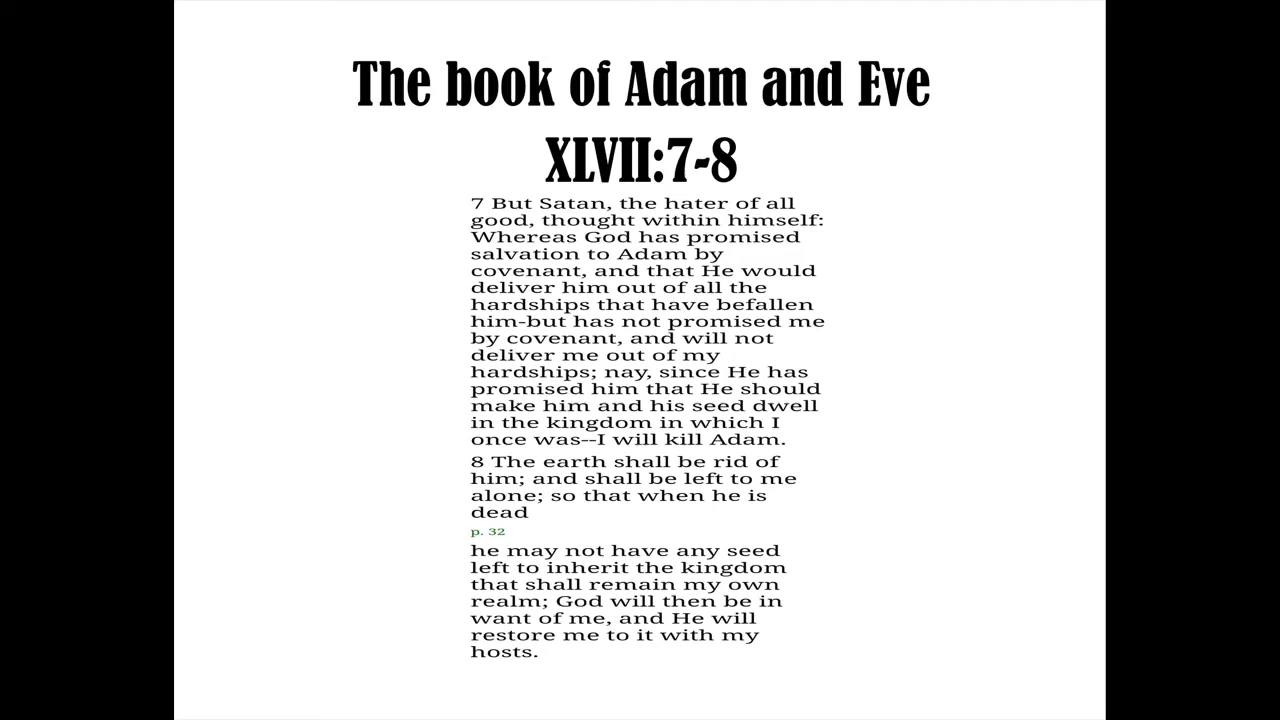 The book of Adam and Eve
XLVII:7-8
7 But Satan, the hater of all
good, thought within himself:
Whereas God has promised
salvation to Adam by
covenant, and that He would
deliver him out of all the
hardships that have befallen
him-but has not promised me
by covenant, and will not
deliver me out of my
hardships; nay, since He has
promised him that He should
make him and his seed dwell
in the kingdom in which I
once was--I will kill Adam.
8 The earth shall be rid of
him; and shall be left to me
alone; so that when he is
dead
p. 32
he may not have any seed
left to inherit the kingdom
that shall remain my own
realm; God will then be in
want of me, and He will
restore me to it with my
hosts.